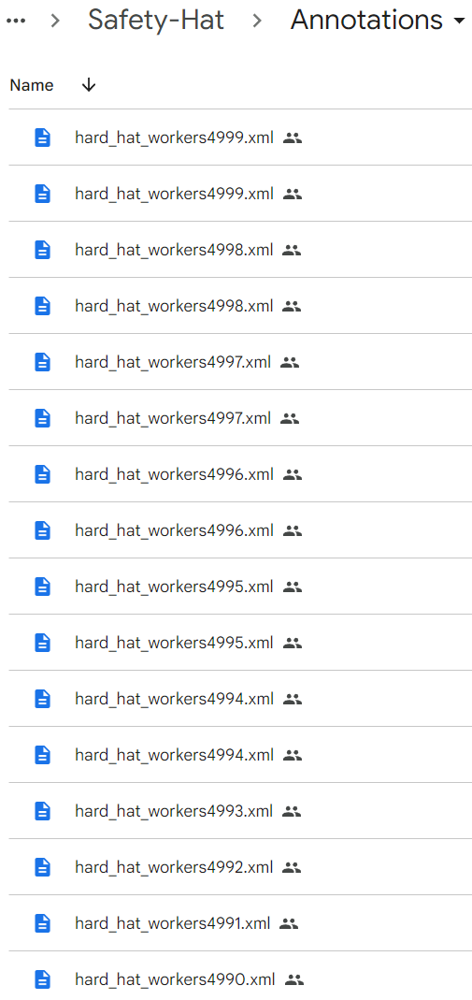 ... > Safety-Hat > Annotations
Name ↓
hard_hat_workers4999.xml
hard_hat_workers4999.xml
hard_hat_workers4998.xml
hard_hat_workers4998.xml
hard_hat_workers4997.xml
hard_hat_workers4997.xml
hard_hat_workers4996.xml
hard_hat_workers4996.xml
hard_hat_workers4995.xml
hard_hat_workers4995.xml
hard_hat_workers4994.xml
hard_hat_workers4994.xml
hard_hat_workers4993.xml
hard_hat_workers4992.xml
hard_hat_workers4991.xml
hard_hat_workers4990.xml